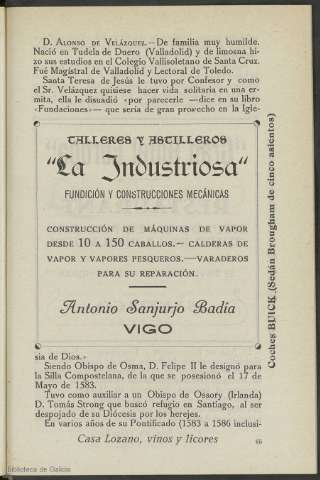 D. ALONSO DE VELÁZQUEZ.—De familia muy humilde.
Nació en Tudela de Duero (Valladolid) y de limosna hi-
zo sus estudios en el Colegio Vallisoletano de Santa Cruz.
Fué Magistral de Valladolid y Lectoral de Toledo.
Santa Teresa de Jesús le tuvo por Confesor y como
el Sr. Velázquez quisiese hacer vida solitaria en una er-
mita, ella le disuadió «por parecerle —dice en su libro
«Fundaciones»— que sería de gran provecho en la Igle-
TALLERES Y ASTILLEROS
"La Industriosa"
FUNDICIÓN Y CONSTRUCCIONES MECÁNICAS
CONSTRUCCIÓN DE MÁQUINAS DE VAPOR
DESDE 10 A 150 CABALLOS.— CALDERAS DE
VAPOR Y VAPORES PESQUEROS.—VARADEROS
PARA SU REPARACIÓN.
Antonio Sanjurjo Badía
VIGO
Coches BUICK (Sedán Brougham de cinco asientos)
sia de Dios.»
Siendo Obispo de Osma, D. Felipe II le designó para
la Silla Compostelana, de la que se posesionó el 17 de
Mayo de 1583.
Tuvo como auxiliar a un Obispo de Ossory (Irlanda)
D. Tomás Strong que buscó refugio en Santiago, al ser
despojado de su Diócesis por los herejes.
En varios años de su Pontificado (1583 a 1586 inclusi-
Casa Lozano, vinos y licores
Biblioteca de Galicia